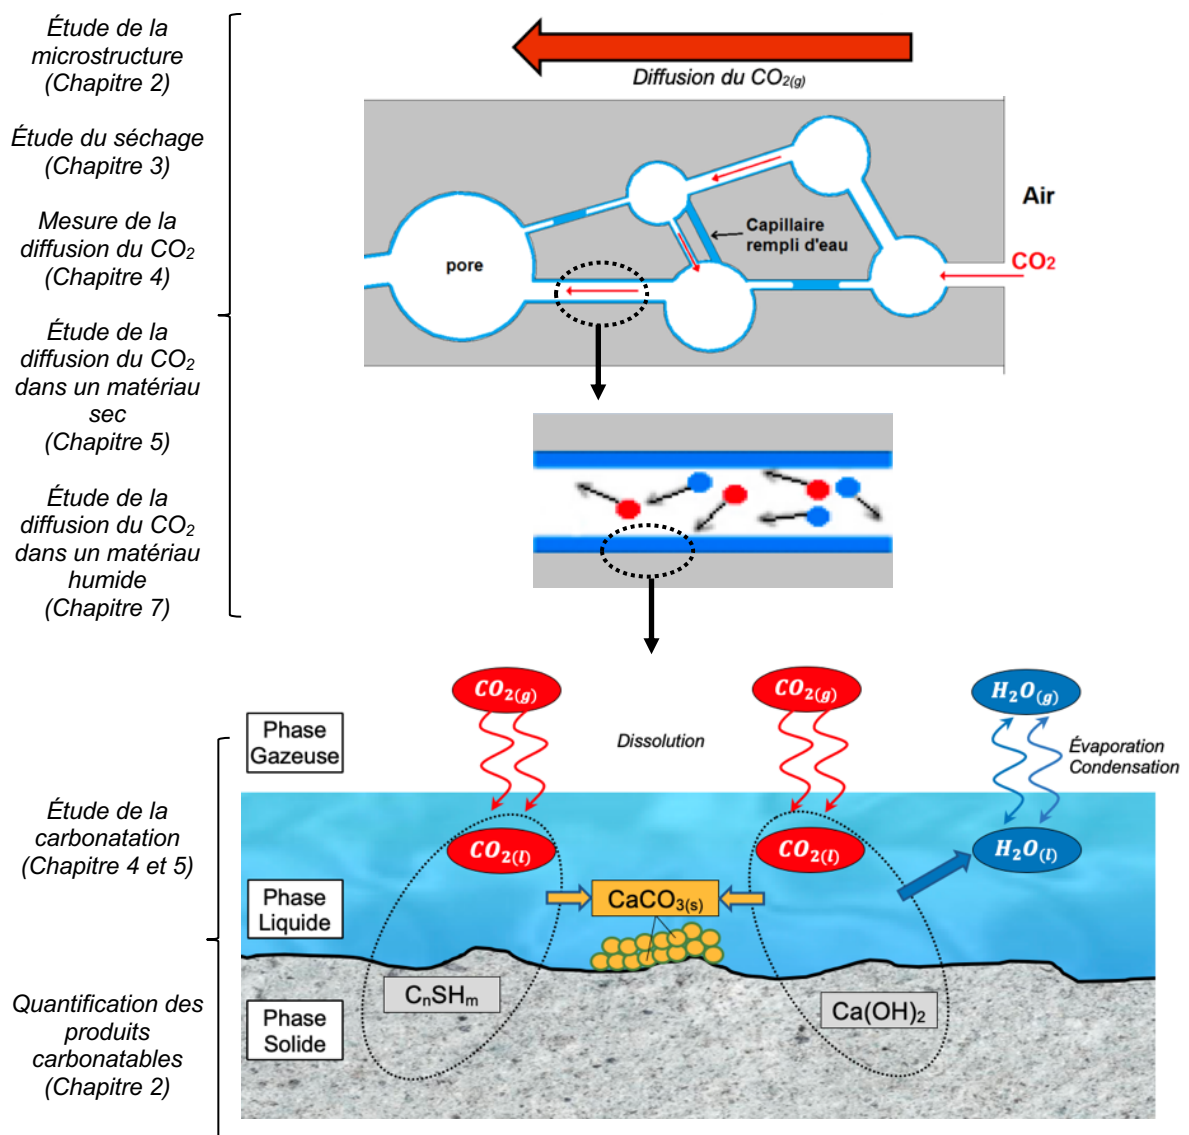 Étude de la
microstructure
(Chapitre 2)
Étude du séchage
(Chapitre 3)
Mesure de la
diffusion du CO₂
(Chapitre 4)
Étude de la
diffusion du CO₂
dans un matériau
sec
(Chapitre 5)
Étude de la
diffusion du CO₂
dans un matériau
humide
(Chapitre 7)
Diffusion du CO₂₍g₎
Air
Capillaire
rempli d'eau
pore
CO₂
CO₂₍g₎
CO₂₍g₎
H₂O₍g₎
Phase
Gazeuse
Dissolution
Évaporation
Condensation
Étude de la
carbonatation
(Chapitre 4 et 5)
CO₂₍l₎
CO₂₍l₎
H₂O₍l₎
Phase
Liquide
CaCO₃₍s₎
Quantification des
produits
carbonatables
(Chapitre 2)
Phase
Solide
CₙSHₘ
Ca(OH)₂